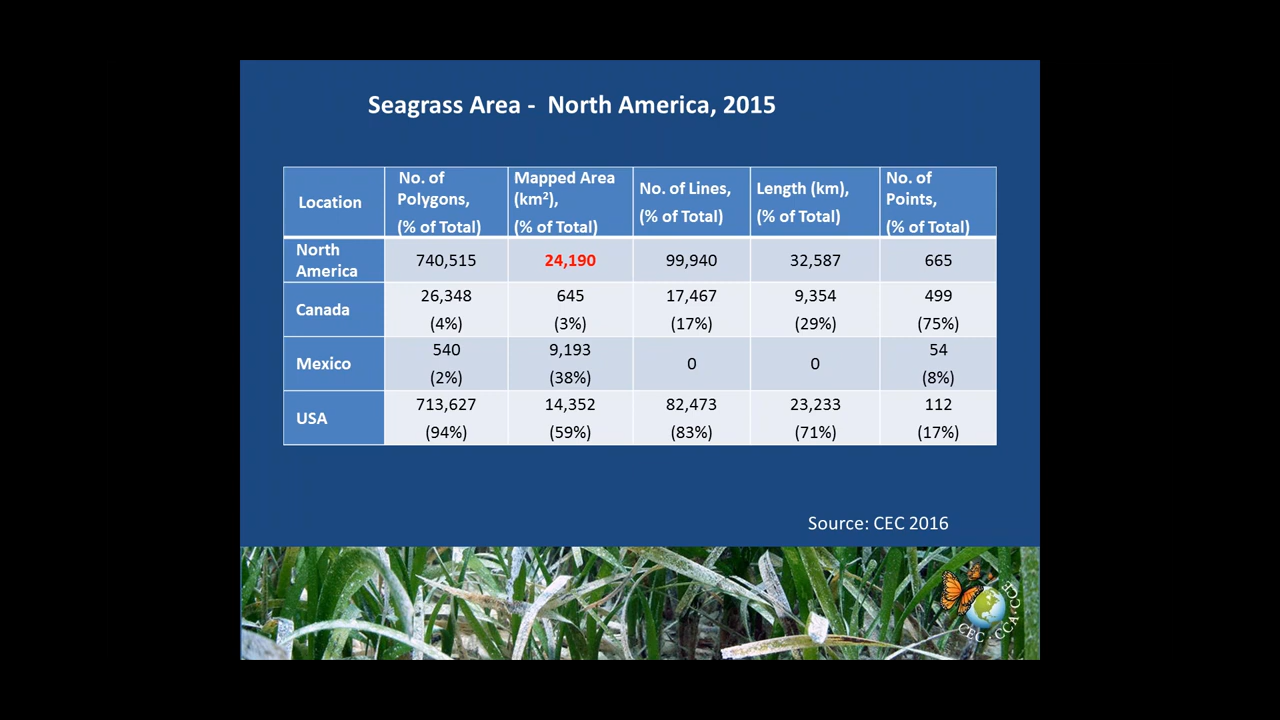 Seagrass Area - North America, 2015
Location
No. of
Polygons,
(% of Total)
Mapped Area
(km²),
(% of Total)
No. of Lines,
(% of Total)
Length (km),
(% of Total)
No. of
Points,
(% of Total)
North
America
740,515
24,190
99,940
32,587
665
Canada
26,348
(4%)
645
(3%)
17,467
(17%)
9,354
(29%)
499
(75%)
Mexico
540
(2%)
9,193
(38%)
0
0
54
(8%)
USA
713,627
(94%)
14,352
(59%)
82,473
(83%)
23,233
(71%)
112
(17%)
Source: CEC 2016
CEC · CCA · CCE